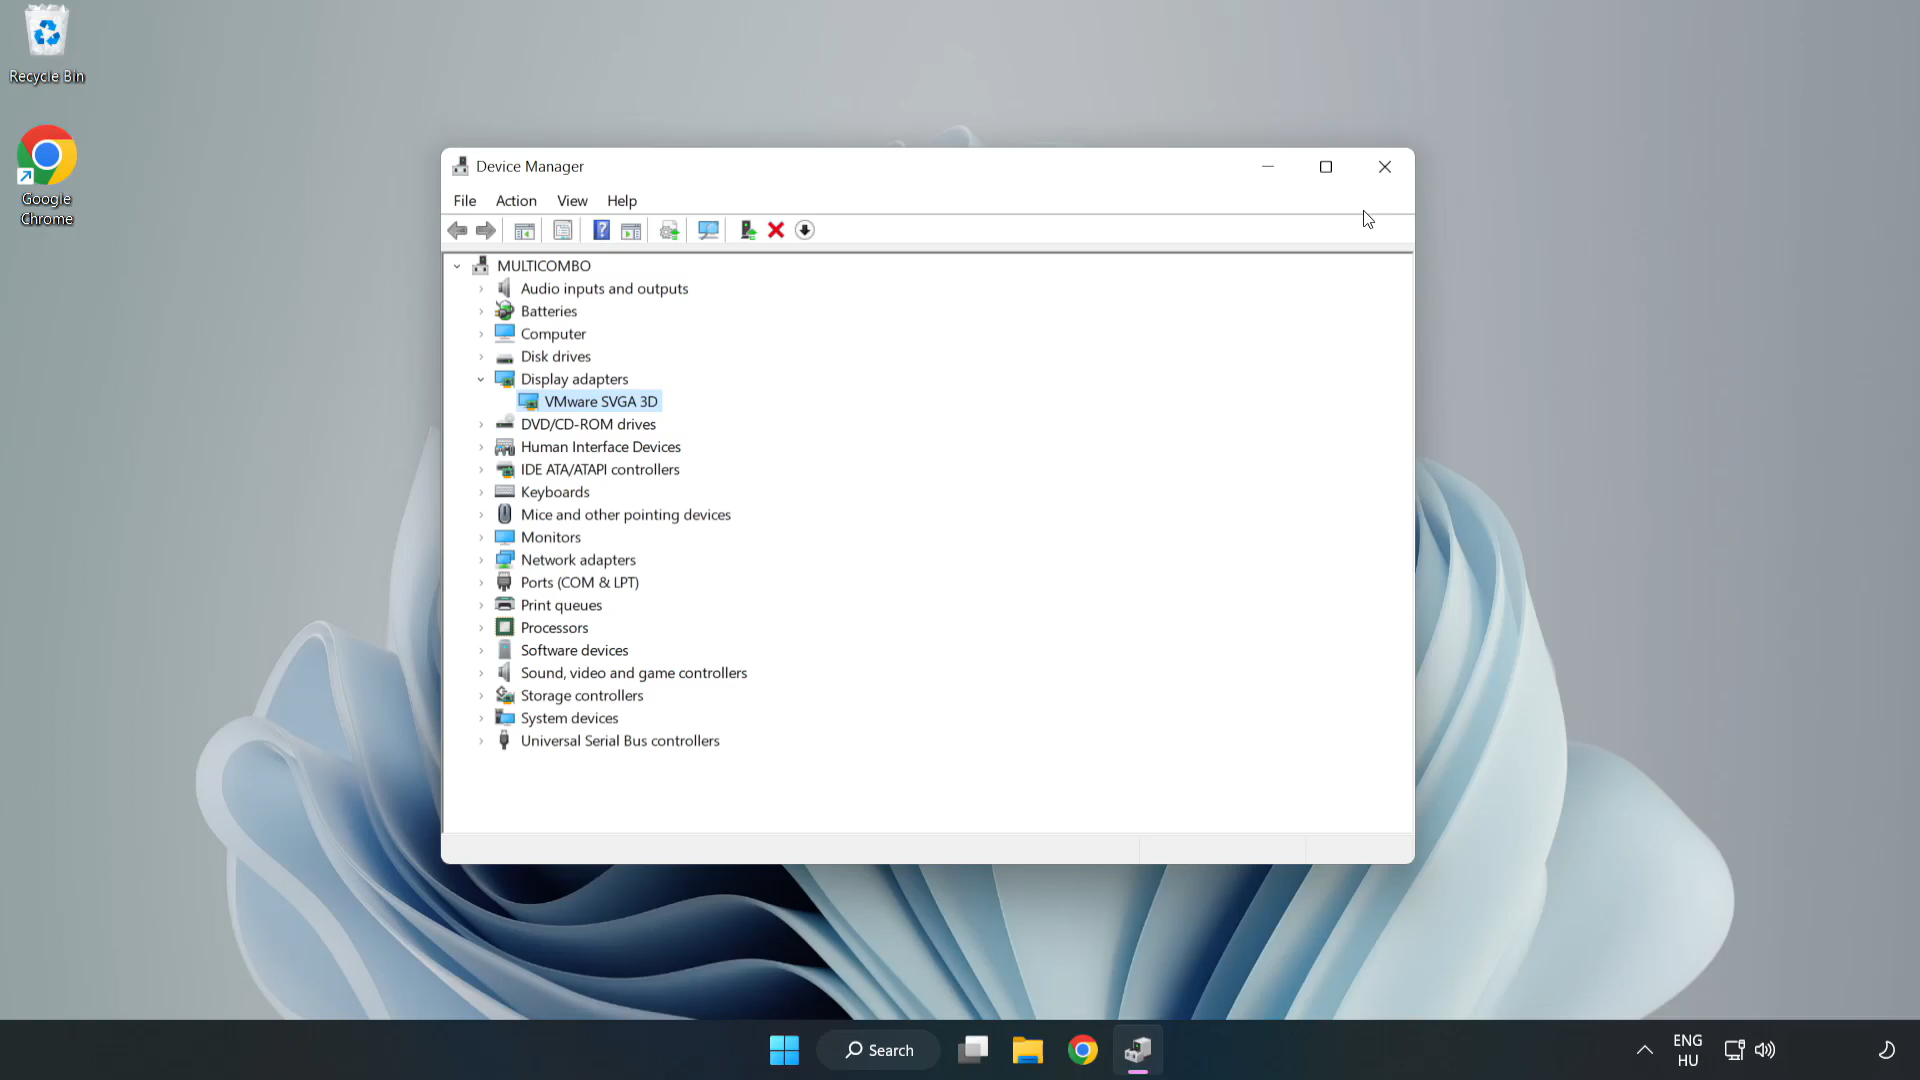 Recycle Bin
Google
Chrome
Device Manager
File Action View Help
MULTICOMBO
Audio inputs and outputs
Batteries
Computer
Disk drives
Display adapters
VMware SVGA 3D
DVD/CD-ROM drives
Human Interface Devices
IDE ATA/ATAPI controllers
Keyboards
Mice and other pointing devices
Monitors
Network adapters
Ports (COM & LPT)
Print queues
Processors
Software devices
Sound, video and game controllers
Storage controllers
System devices
Universal Serial Bus controllers
Search
ENG
HU